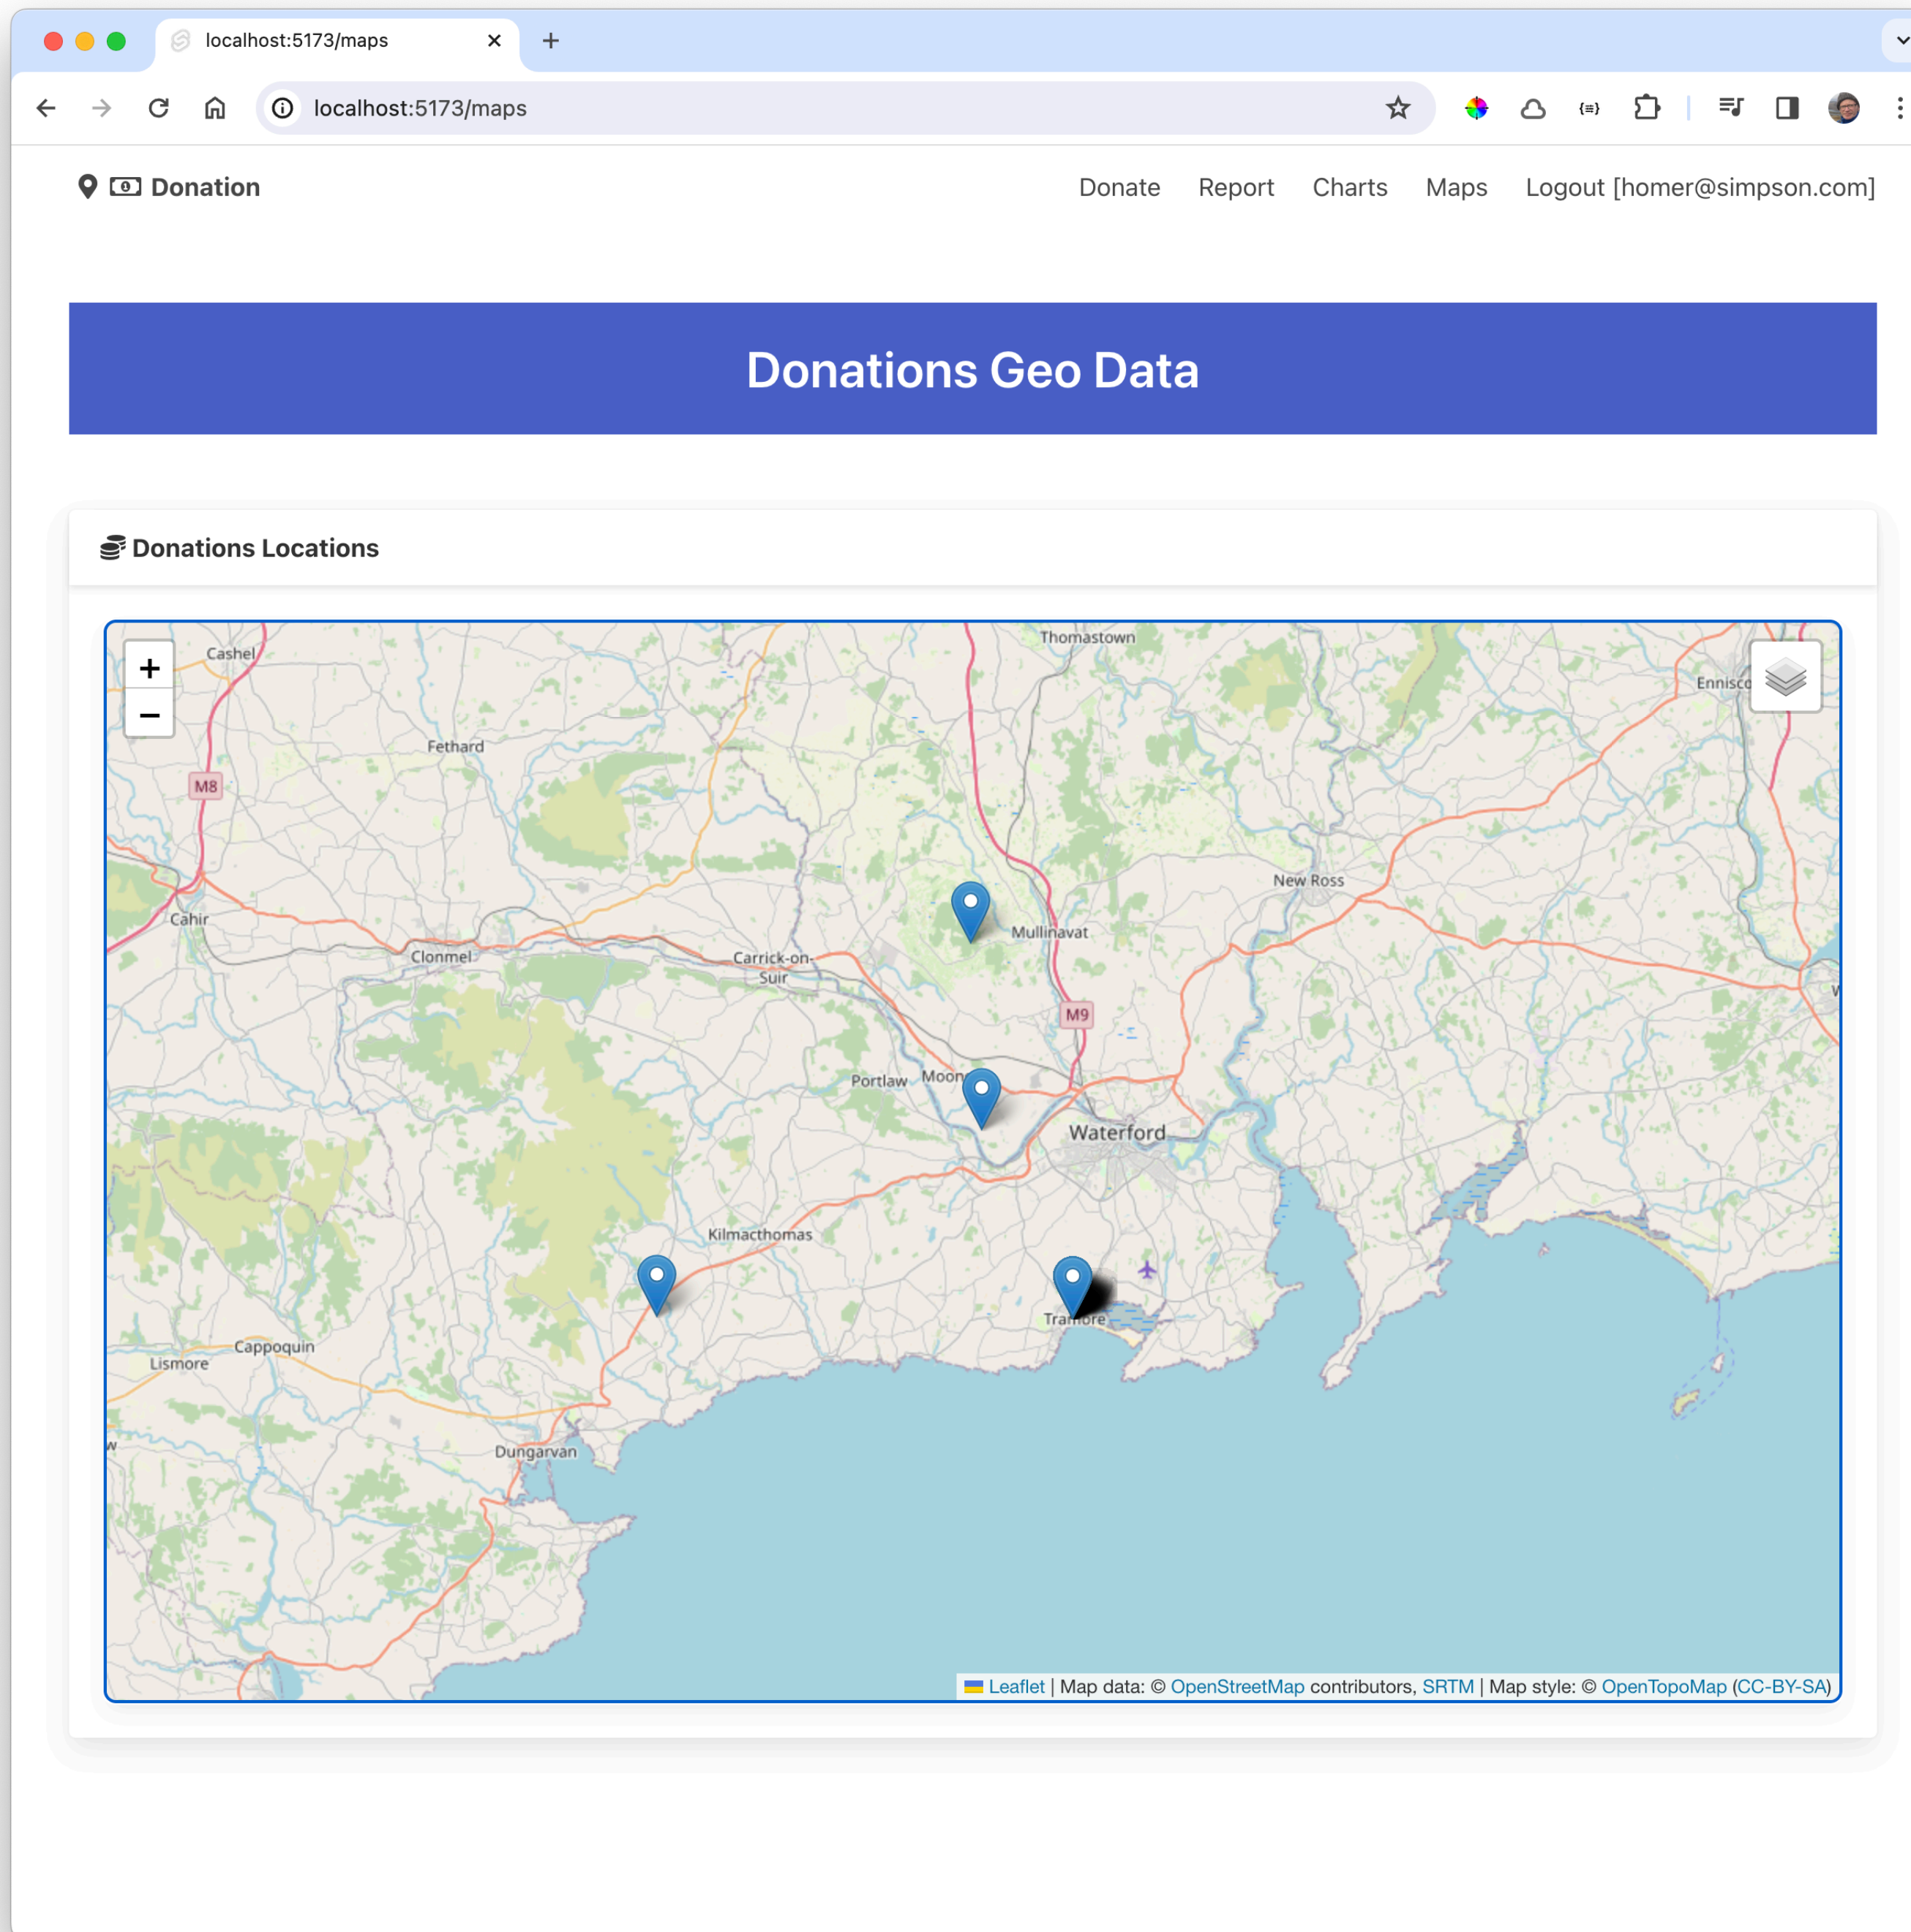 localhost:5173/maps
localhost:5173/maps
Donation
Donate Report Charts Maps Logout [homer@simpson.com]
Donations Geo Data
Donations Locations
+
−
Thomastown
Cashel
Fethard
M8
New Ross
Cahir
Mullinavat
Clonmel
Carrick-on-
Suir
M9
Portlaw
Waterford
Kilmacthomas
Tramore
Cappoquin
Lismore
Dungarvan
Leaflet | Map data: © OpenStreetMap contributors, SRTM | Map style: © OpenTopoMap (CC-BY-SA)